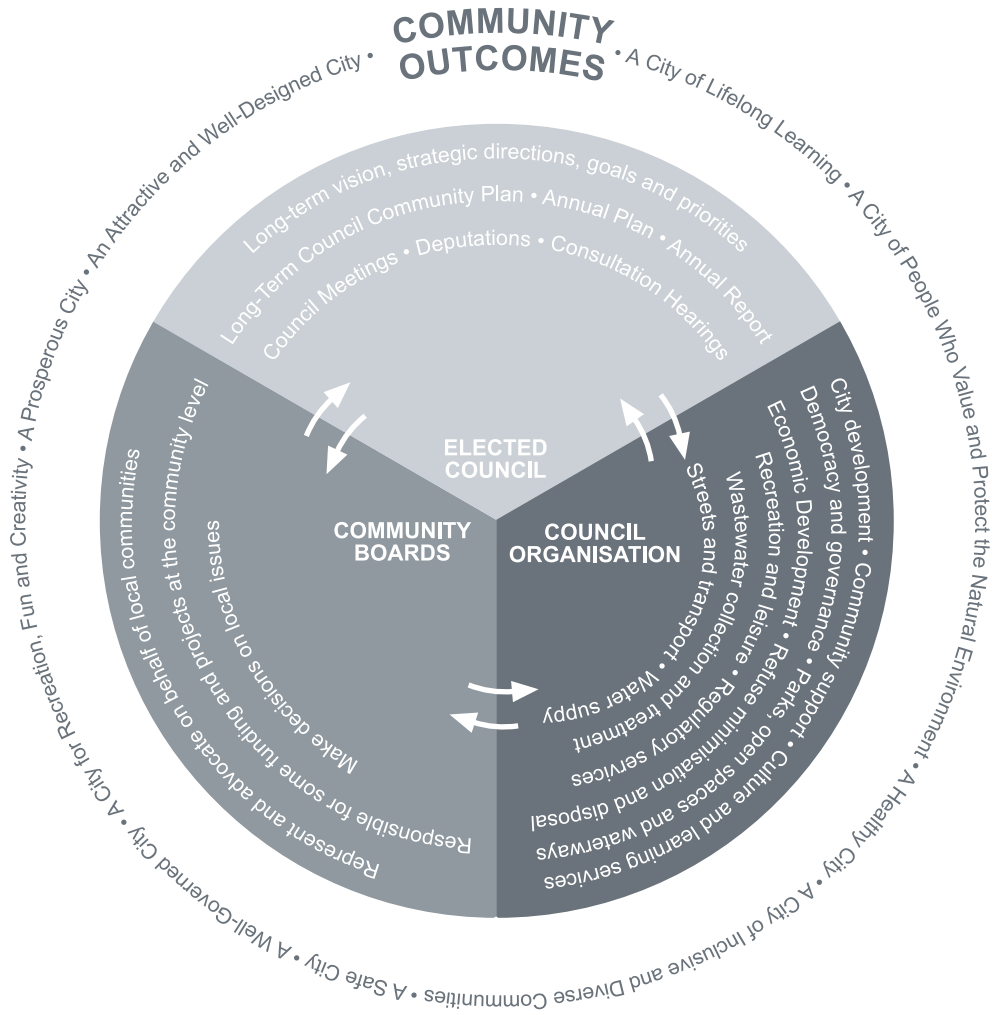 COMMUNITY
OUTCOMES
• A City of Lifelong Learning • A City of People Who Value and Protect the Natural Environment • A Healthy City • A City of Inclusive and Diverse Communities • A Safe City • A Well-Governed City • A City for Recreation, Fun and Creativity • A Prosperous City • An Attractive and Well-Designed City •
Long-term vision, strategic directions, goals and priorities
Long-Term Council Community Plan • Annual Plan • Annual Report
Council Meetings • Deputations • Consultation Hearings
ELECTED
COUNCIL
COUNCIL
ORGANISATION
City development • Community support • Culture and learning services
Democracy and governance • Parks, open spaces and waterways
Economic Development • Refuse minimisation and disposal
Recreation and leisure • Regulatory services
Wastewater collection and treatment
Streets and transport • Water suppy
COMMUNITY
BOARDS
Represent and advocate on behalf of local communities
Responsible for some funding and projects at the community level
Make decisions on local issues